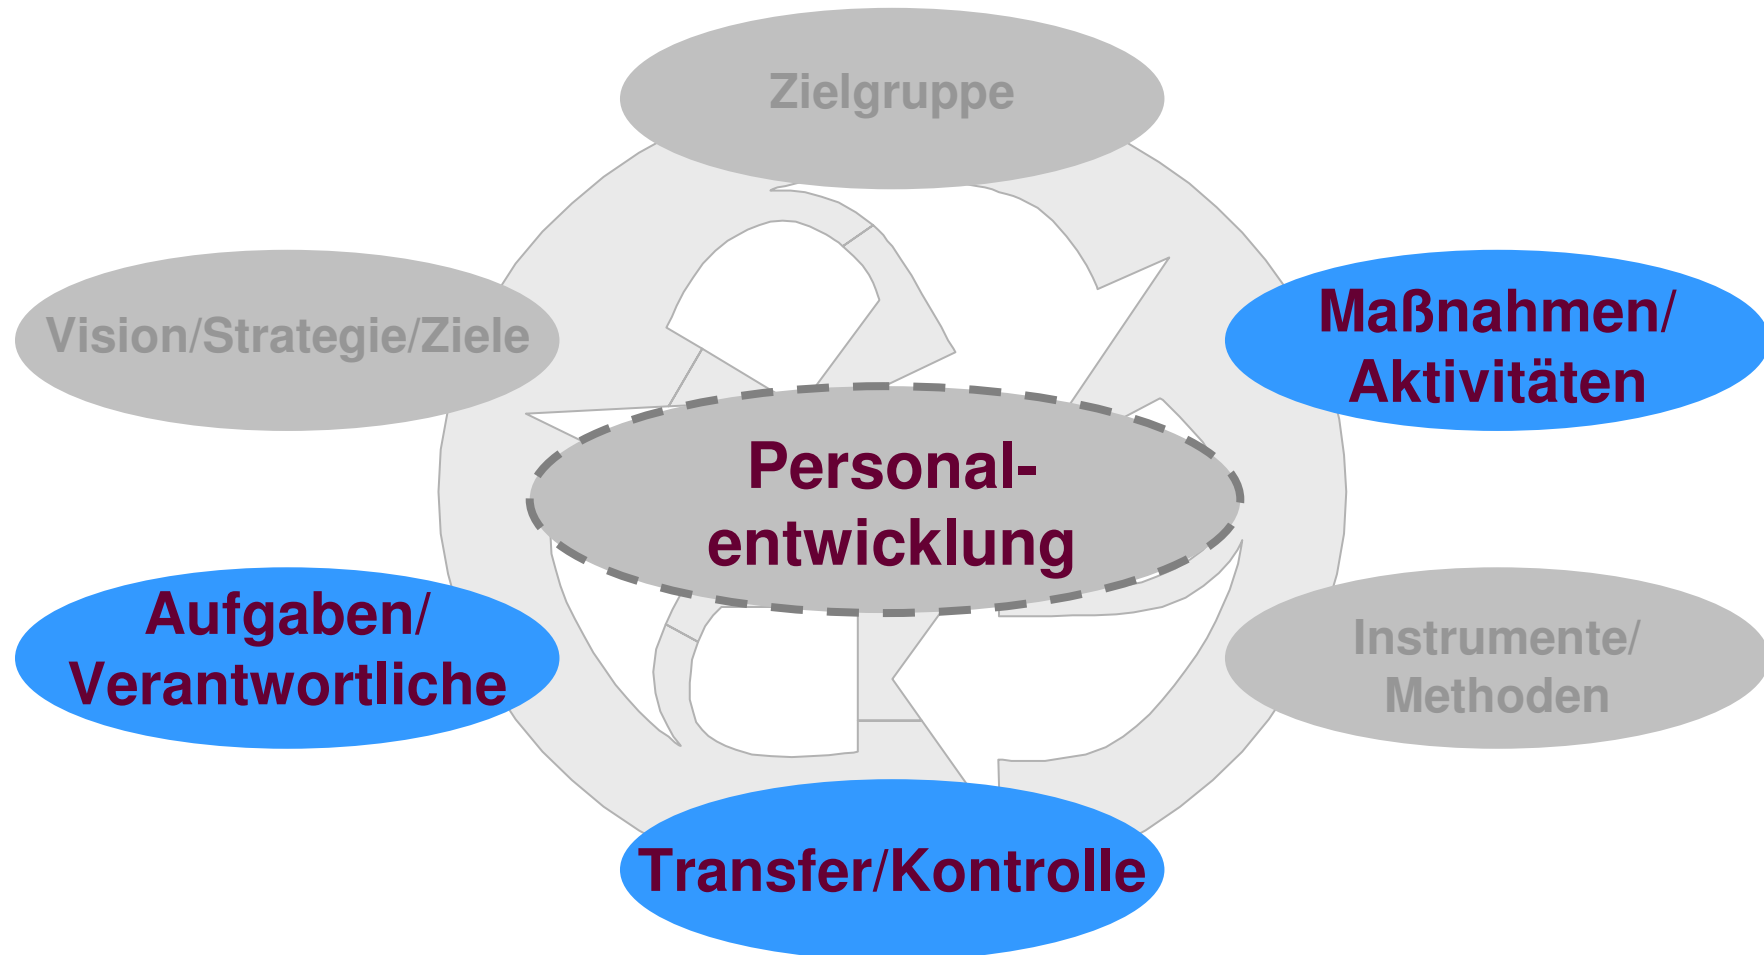 Zielgruppe
Vision/Strategie/Ziele
Maßnahmen/
Aktivitäten
Personal-
entwicklung
Aufgaben/
Verantwortliche
Instrumente/
Methoden
Transfer/Kontrolle